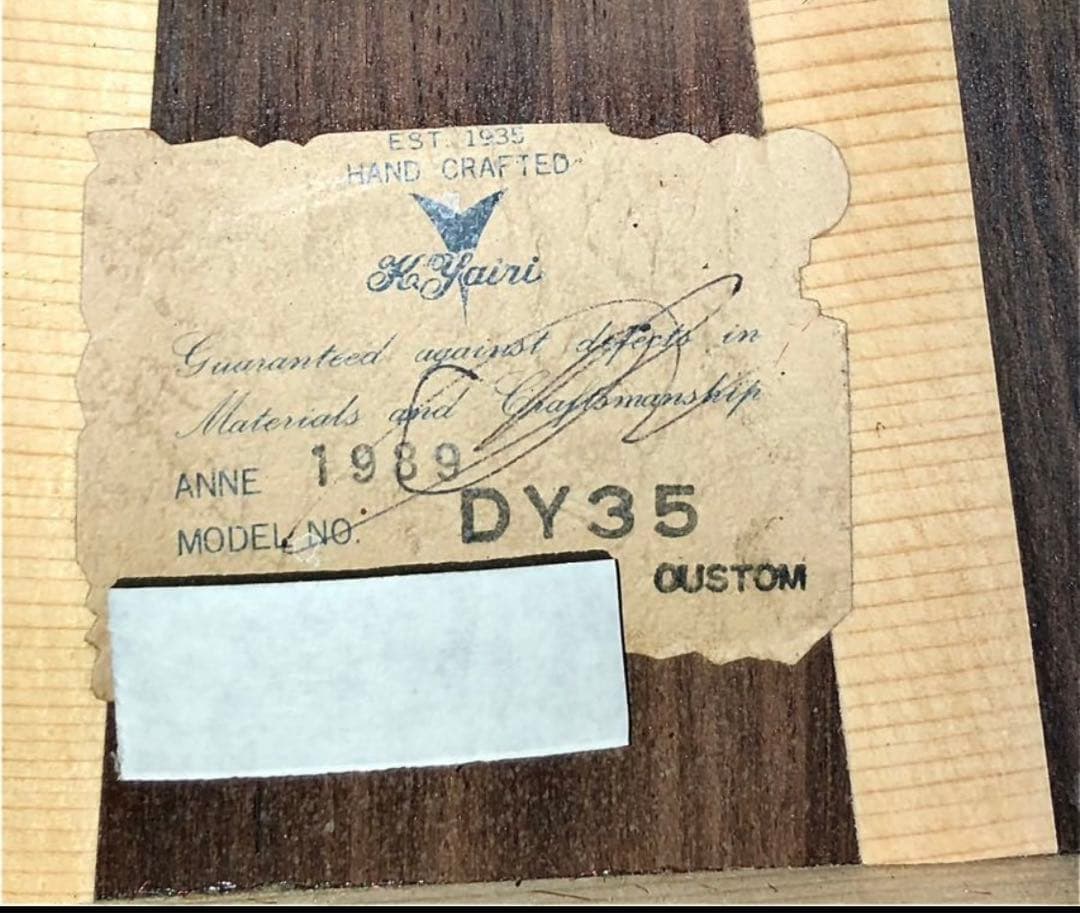 EST. 1935
HAND CRAFTED
K.Yairi
Guaranteed against defects in
Materials and Craftsmanship
ANNE 1989
MODEL NO. DY35
CUSTOM